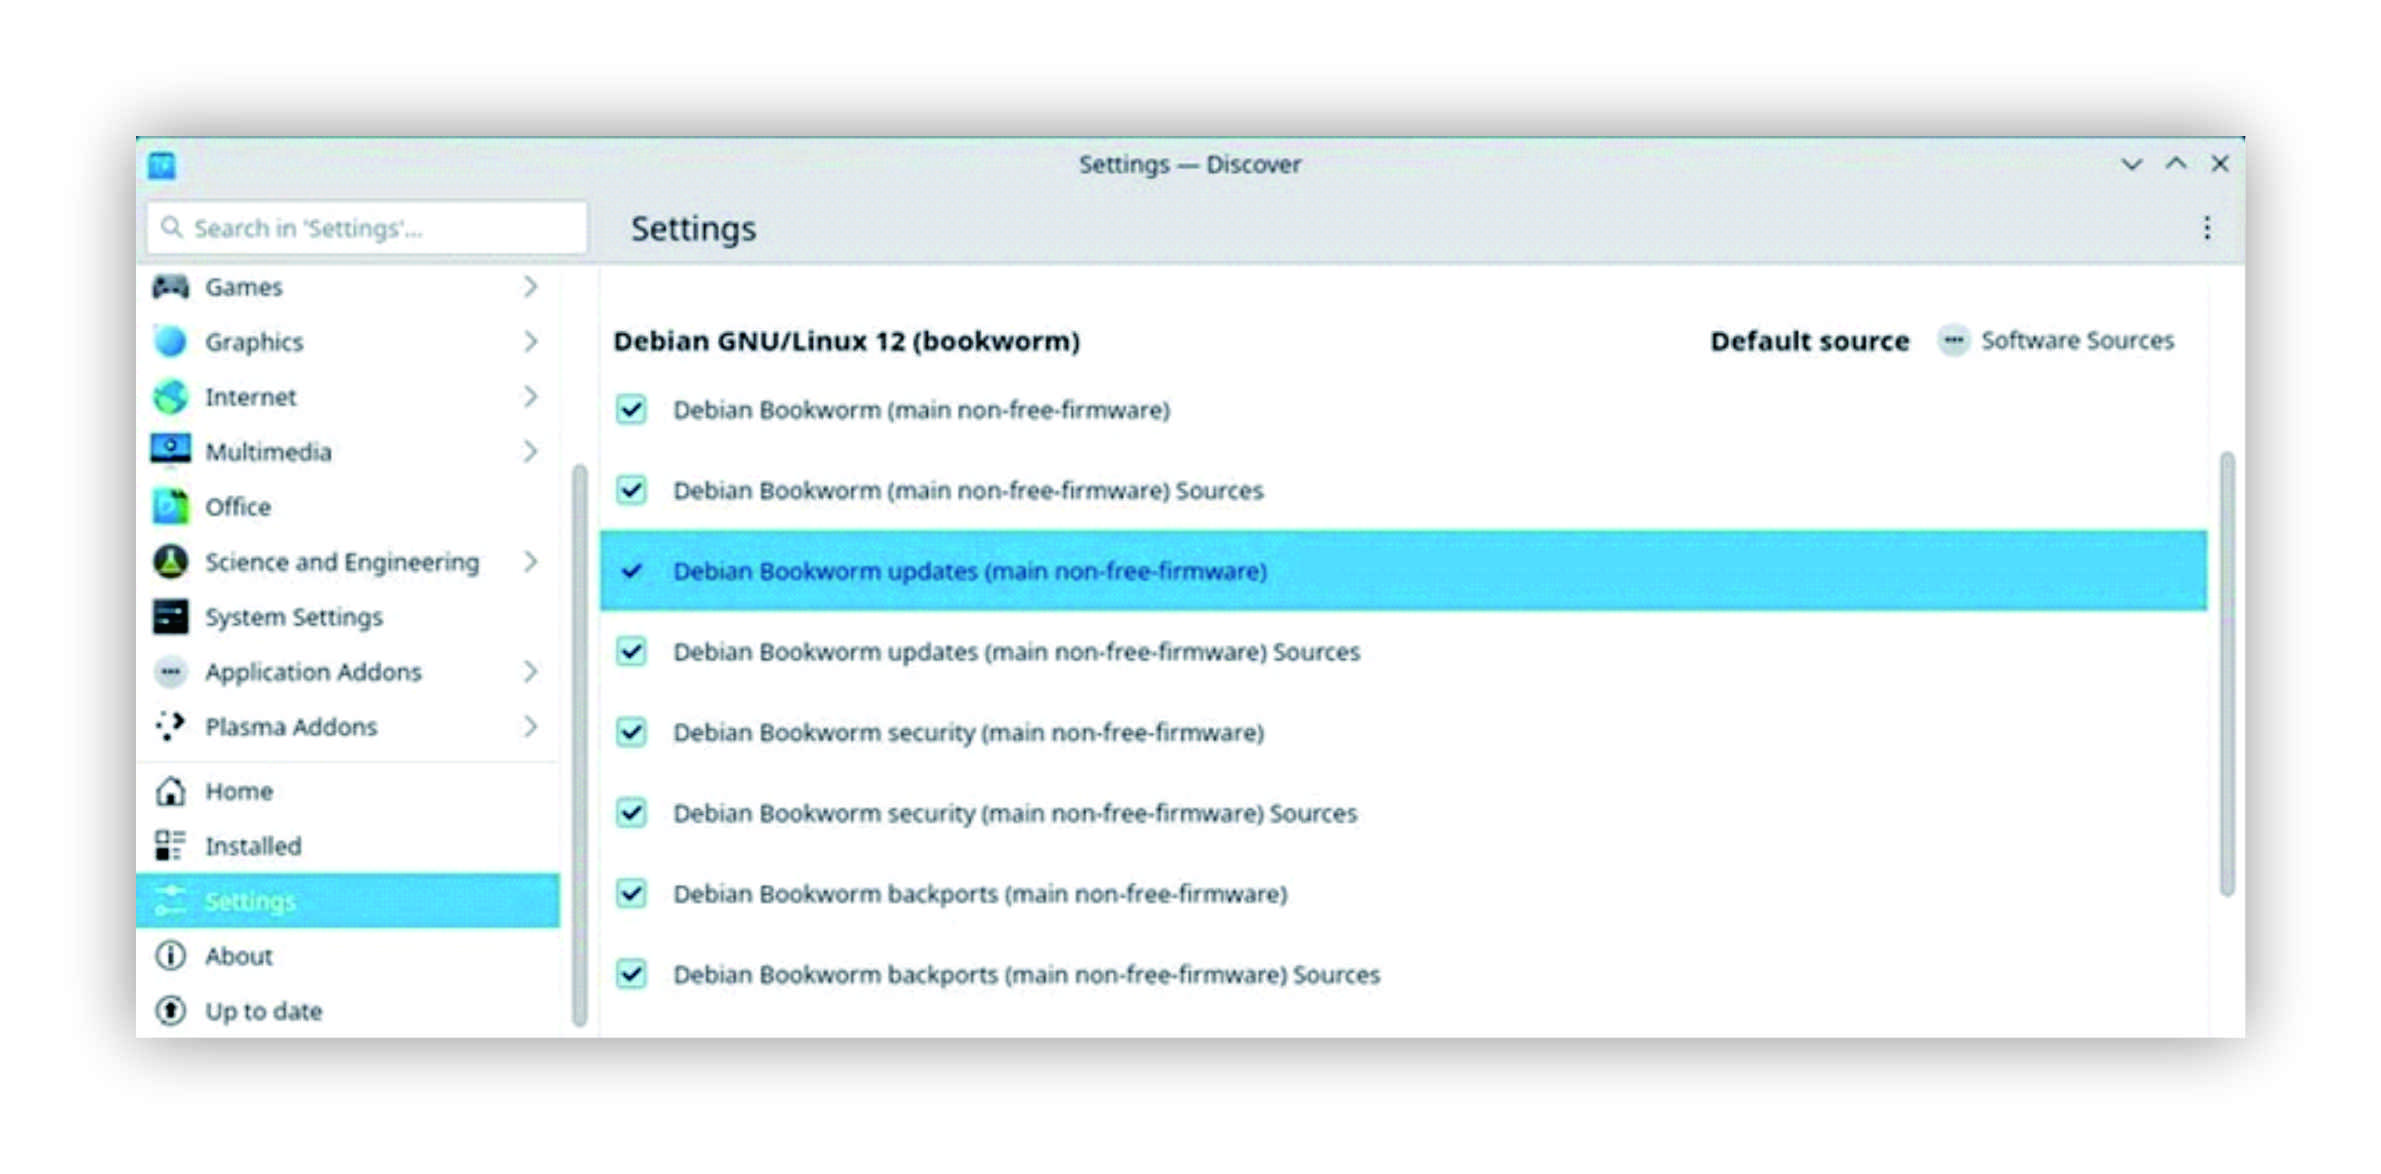 Settings — Discover
Search in 'Settings'...
Settings
Games
Graphics
Internet
Multimedia
Office
Science and Engineering
System Settings
Application Addons
Plasma Addons
Home
Installed
Settings
About
Up to date
Debian GNU/Linux 12 (bookworm)
Default source
Software Sources
Debian Bookworm (main non-free-firmware)
Debian Bookworm (main non-free-firmware) Sources
Debian Bookworm updates (main non-free-firmware)
Debian Bookworm updates (main non-free-firmware) Sources
Debian Bookworm security (main non-free-firmware)
Debian Bookworm security (main non-free-firmware) Sources
Debian Bookworm backports (main non-free-firmware)
Debian Bookworm backports (main non-free-firmware) Sources